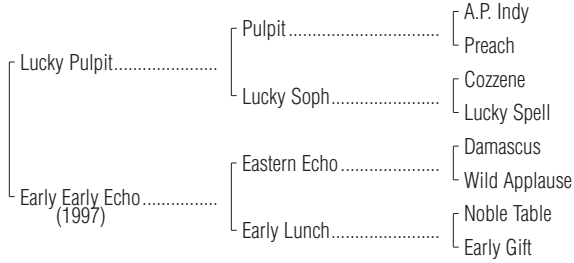 A.P. Indy
Pulpit
Preach
Lucky Pulpit
Cozzene
Lucky Soph
Lucky Spell
Damascus
Eastern Echo
Wild Applause
Early Early Echo
(1997)
Noble Table
Early Lunch
Early Gift